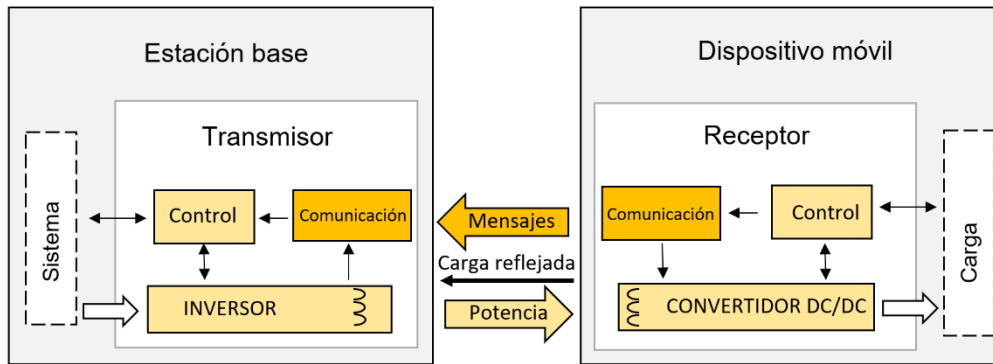 Estación base
Transmisor
Sistema
Control
Comunicación
INVERSOR
Mensajes
Carga reflejada
Potencia
Dispositivo móvil
Receptor
Comunicación
Control
CONVERTIDOR DC/DC
Carga